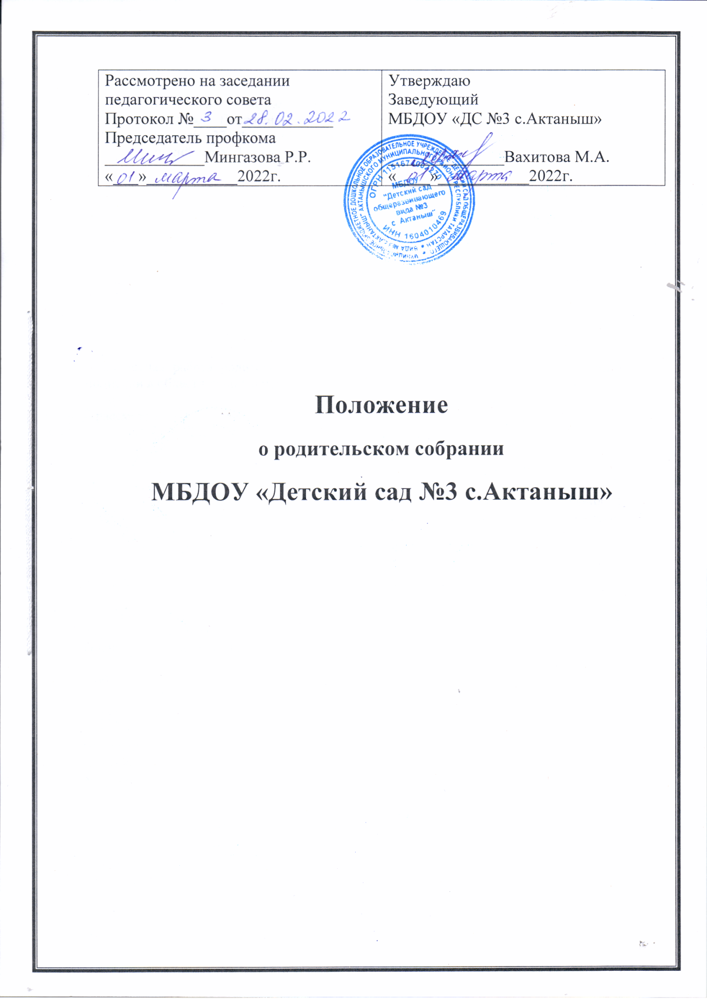 Рассмотрено на заседании
педагогического совета
Протокол № 3 от 28.02.2022
Председатель профкома
Мингазова Р.Р.
«01» марта 2022г.
Утверждаю
Заведующий
МБДОУ «ДС №3 с.Актаныш»
Вахитова М.А.
«01» марта 2022г.
МБДОУ
"Детский сад
общеразвивающего
вида №3
с Актаныш"
ИНН 1604010469
Положение
о родительском собрании
МБДОУ «Детский сад №3 с.Актаныш»